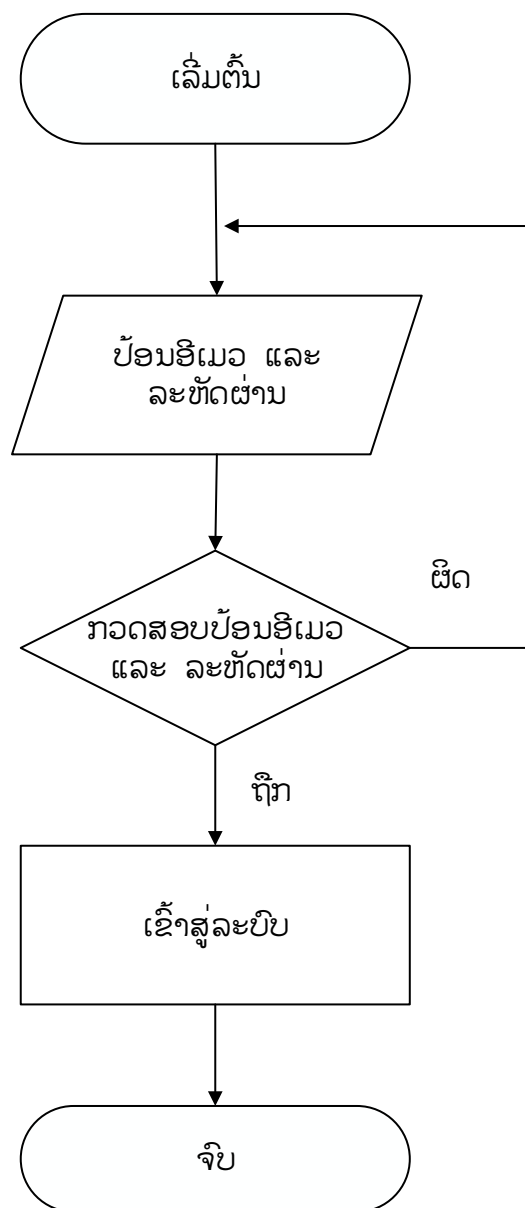 ເລີ່ມຕົ້ນ
ປ້ອນອີເມວ ແລະ
ລະຫັດຜ່ານ
ຜິດ
ກວດສອບປ້ອນອີເມວ
ແລະ ລະຫັດຜ່ານ
ຖືກ
ເຂົ້າສູ່ລະບົບ
ຈົບ